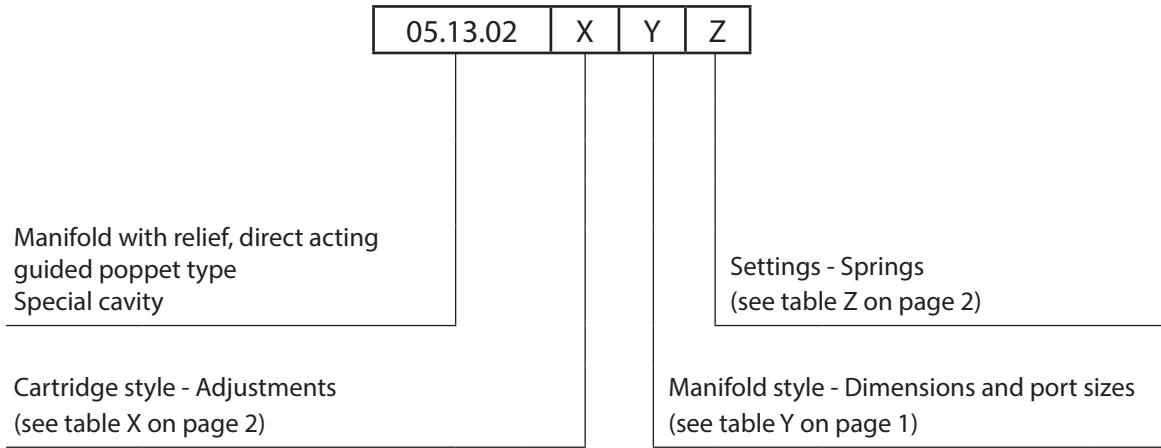 05.13.02 X Y Z
Manifold with relief, direct acting
guided poppet type
Special cavity
Settings - Springs
(see table Z on page 2)
Cartridge style - Adjustments
(see table X on page 2)
Manifold style - Dimensions and port sizes
(see table Y on page 1)